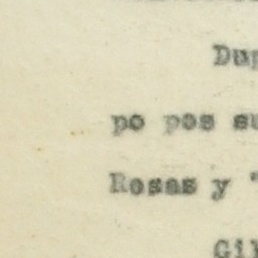 Dup
po pos su
Rosas y "
Gil